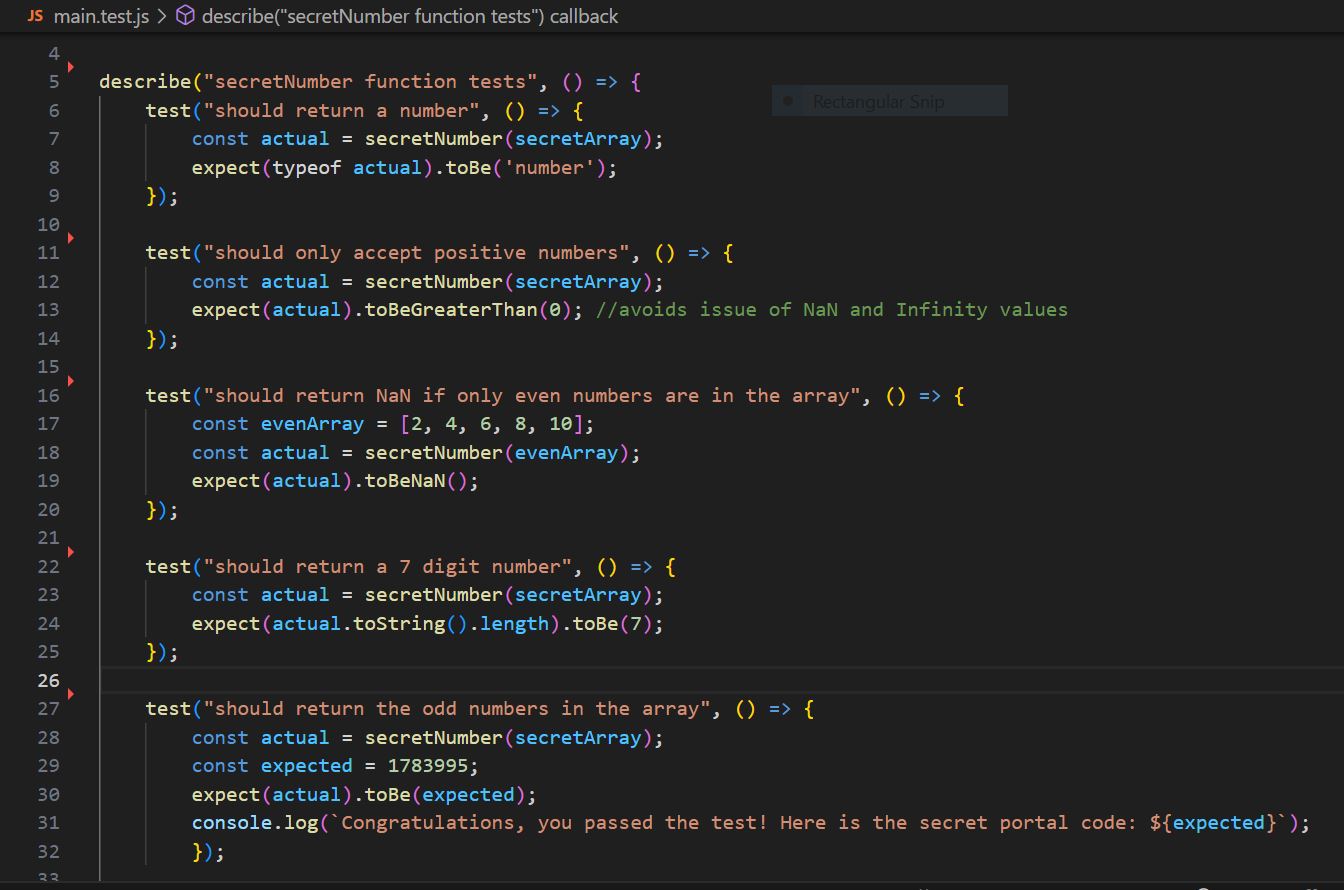 JS main.test.js > describe("secretNumber function tests") callback
4
5 describe("secretNumber function tests", () => {
Rectangular Snip
6 test("should return a number", () => {
7 const actual = secretNumber(secretArray);
8 expect(typeof actual).toBe('number');
9 });
10
11 test("should only accept positive numbers", () => {
12 const actual = secretNumber(secretArray);
13 expect(actual).toBeGreaterThan(0); //avoids issue of NaN and Infinity values
14 });
15
16 test("should return NaN if only even numbers are in the array", () => {
17 const evenArray = [2, 4, 6, 8, 10];
18 const actual = secretNumber(evenArray);
19 expect(actual).toBeNaN();
20 });
21
22 test("should return a 7 digit number", () => {
23 const actual = secretNumber(secretArray);
24 expect(actual.toString().length).toBe(7);
25 });
26
27 test("should return the odd numbers in the array", () => {
28 const actual = secretNumber(secretArray);
29 const expected = 1783995;
30 expect(actual).toBe(expected);
31 console.log(`Congratulations, you passed the test! Here is the secret portal code: ${expected}`);
32 });
33